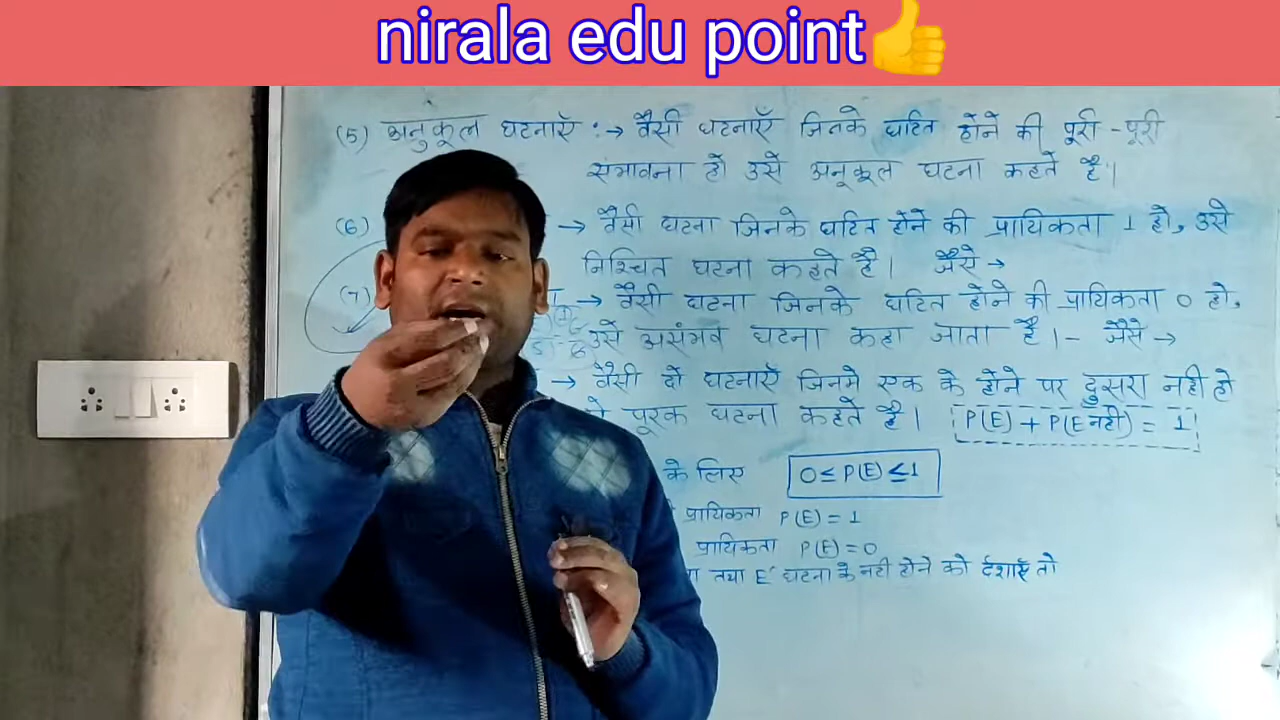 nirala edu point👍
(5) अनुकूल घटनाएँ :→ वैसी घटनाएँ जिनके घटित होने की पूरी-पूरी
संभावना हो उसे अनूकूल घटना कहते है।
(6) → वैसी घटना जिनके घटित होने की प्रायिकता 1 हो, उसे
निश्चित घटना कहते है। जैसे →
(7) → वैसी घटना जिनके घटित होने की प्रायिकता 0 हो,
उसे असंभव घटना कहा जाता है।- जैसे →
→ वैसी दो घटनाएँ जिनमे एक के होने पर दुसरा नही हो
पूरक घटना कहते है। P(E) + P(E नही) = 1
के लिए 0 ≤ P(E) ≤ 1
प्रायिकता P(E) = 1
प्रायिकता P(E) = 0
तथा E' घटना के नही होने को दर्शाए तो